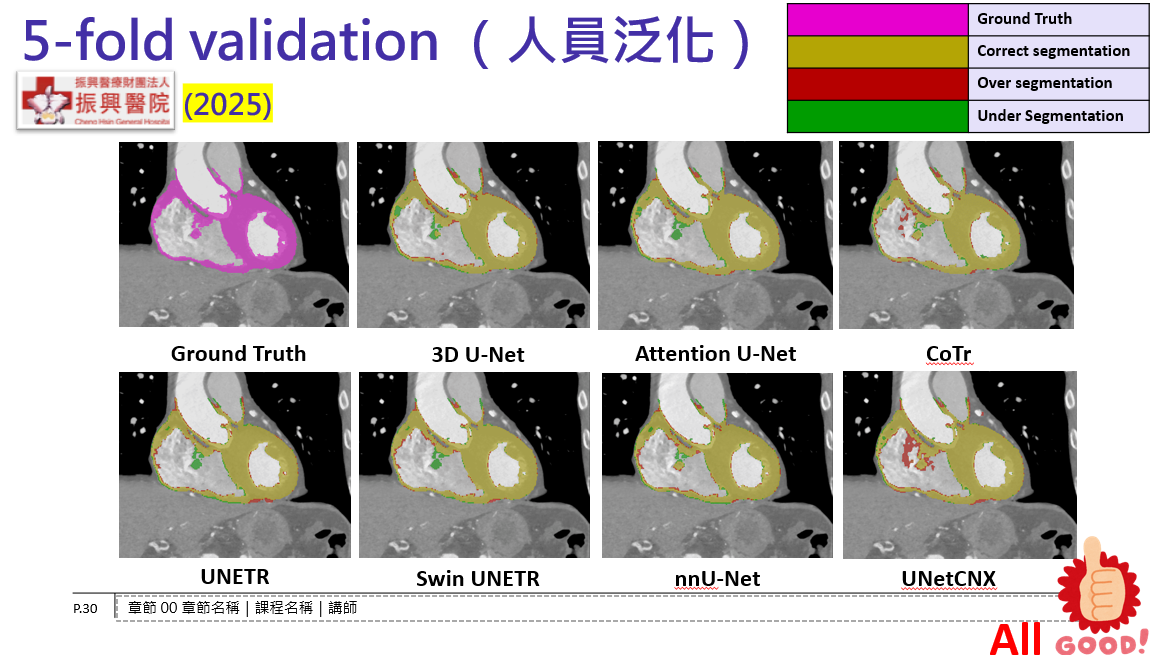 5-fold validation（人員泛化）
振興醫療財團法人
振興醫院
Cheng Hsin General Hospital
(2025)
Ground Truth
Correct segmentation
Over segmentation
Under Segmentation
Ground Truth
3D U-Net
Attention U-Net
CoTr
UNETR
Swin UNETR
nnU-Net
UNetCNX
P.30
章節 00 章節名稱 | 課程名稱 | 講師
All GOOD!